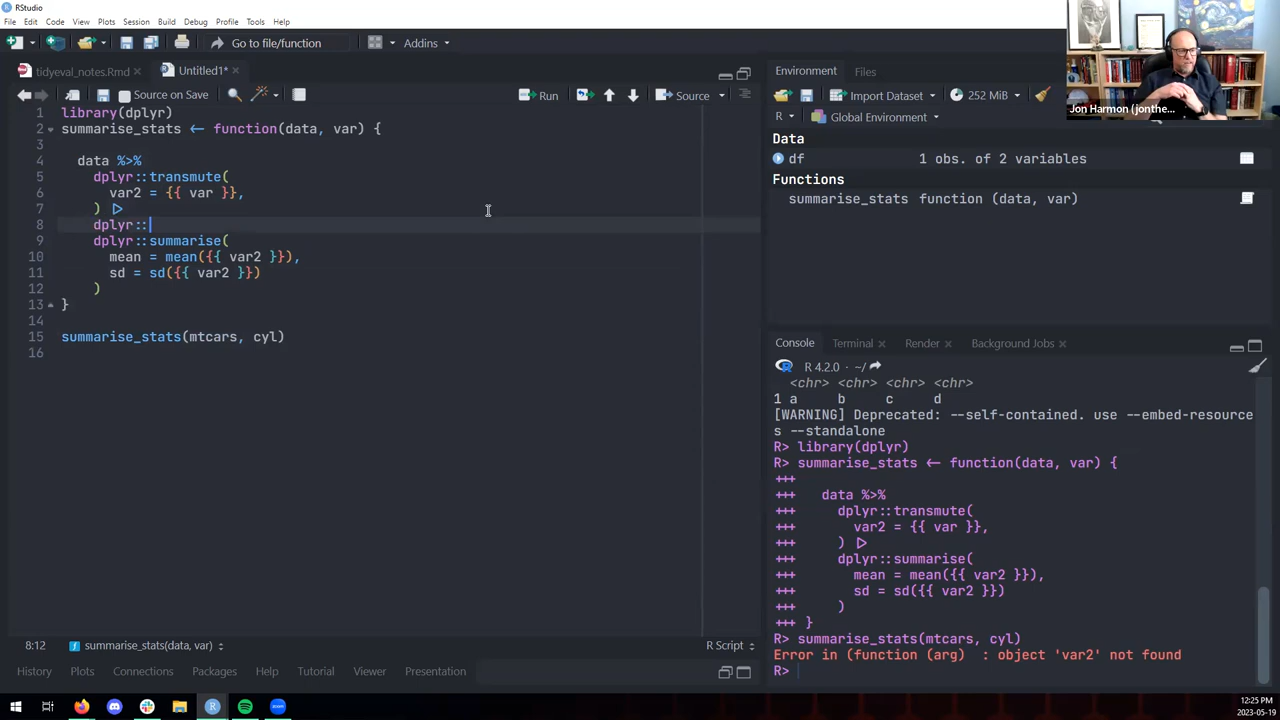 RStudio
File Edit Code View Plots Session Build Debug Profile Tools Help
Go to file/function
Addins
tidyeval_notes.Rmd
Untitled1*
Source on Save
Run
Source
1 library(dplyr)
2 summarise_stats <- function(data, var) {
3
4 data %>%
5 dplyr::transmute(
6 var2 = {{ var }},
7 ) |>
8 dplyr::
9 dplyr::summarise(
10 mean = mean({{ var2 }}),
11 sd = sd({{ var2 }})
12 )
13 }
14
15 summarise_stats(mtcars, cyl)
16
8:12 summarise_stats(data, var) R Script
History Plots Connections Packages Help Tutorial Viewer Presentation
Environment Files
Import Dataset 252 MiB
R Global Environment
Data
df 1 obs. of 2 variables
Functions
summarise_stats function (data, var)
Console Terminal Render Background Jobs
R 4.2.0 · ~/
<chr> <chr> <chr> <chr>
1 a b c d
[WARNING] Deprecated: --self-contained. use --embed-resource
s --standalone
R> library(dplyr)
R> summarise_stats <- function(data, var) {
+++
+++ data %>%
+++ dplyr::transmute(
+++ var2 = {{ var }},
+++ ) |>
+++ dplyr::summarise(
+++ mean = mean({{ var2 }}),
+++ sd = sd({{ var2 }})
+++ )
+++ }
R> summarise_stats(mtcars, cyl)
Error in (function (arg) : object 'var2' not found
R>
Jon Harmon (jonthe...
12:25 PM
2023-05-19